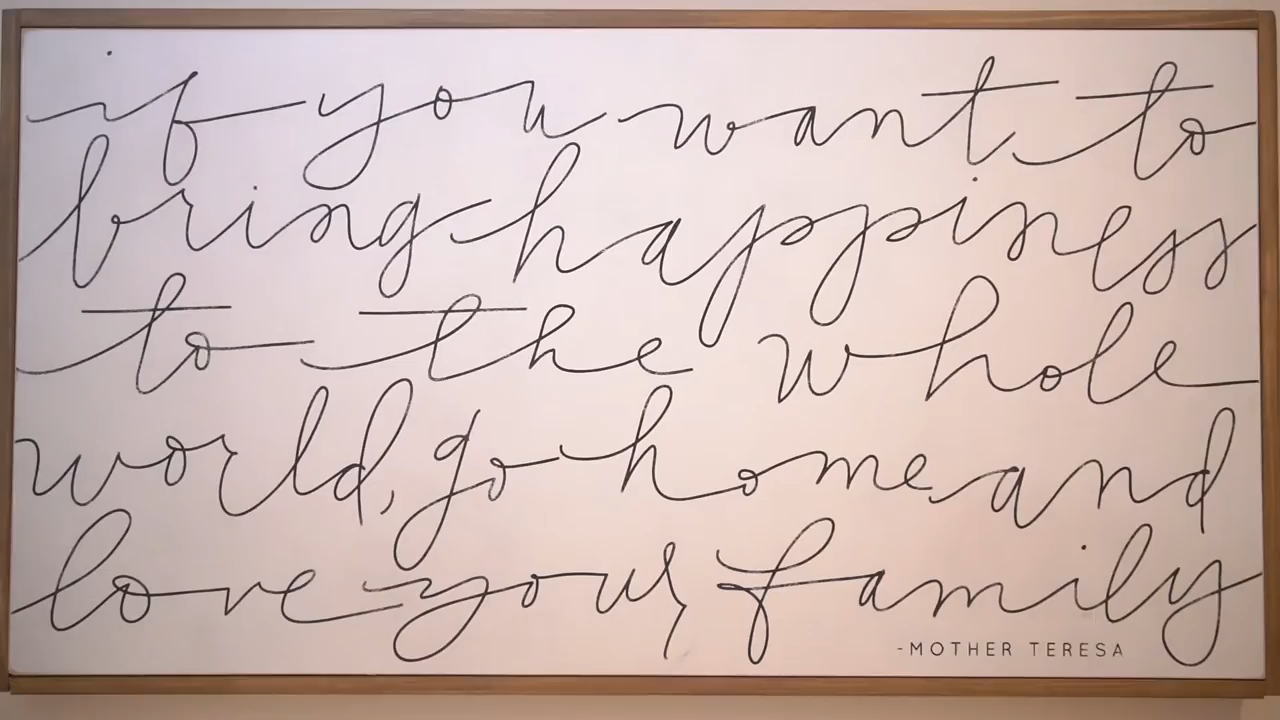 if you want to
bring happiness
to the whole
world, go home and
love your family
-MOTHER TERESA